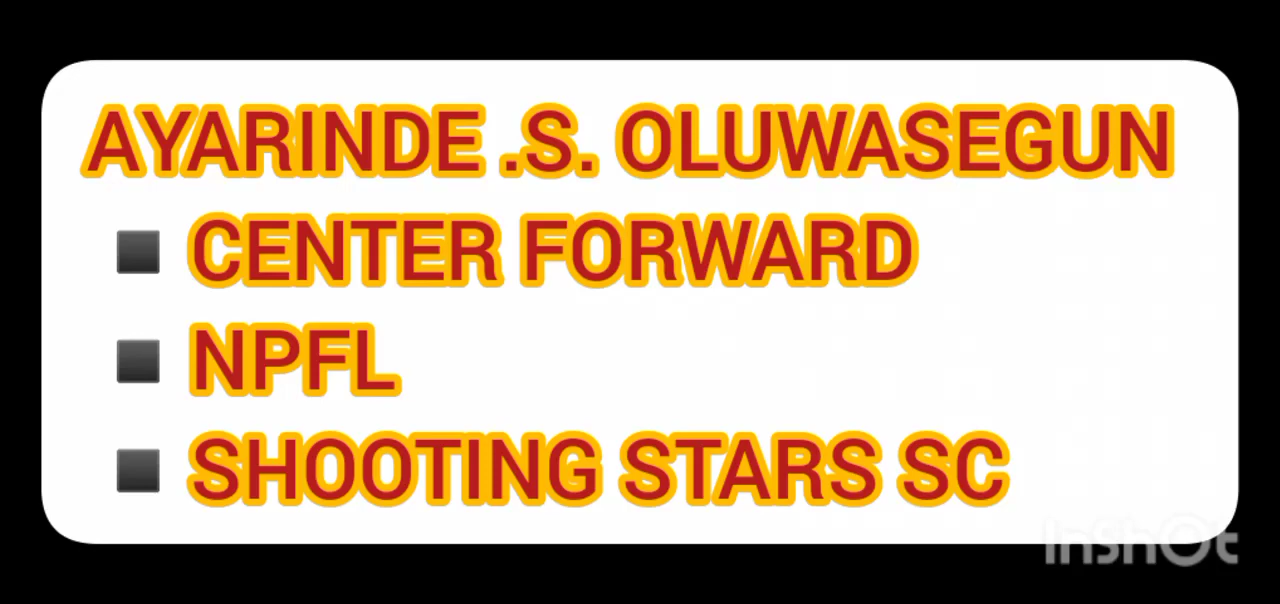 AYARINDE .S. OLUWASEGUN
▪ CENTER FORWARD
▪ NPFL
▪ SHOOTING STARS SC
InShOt